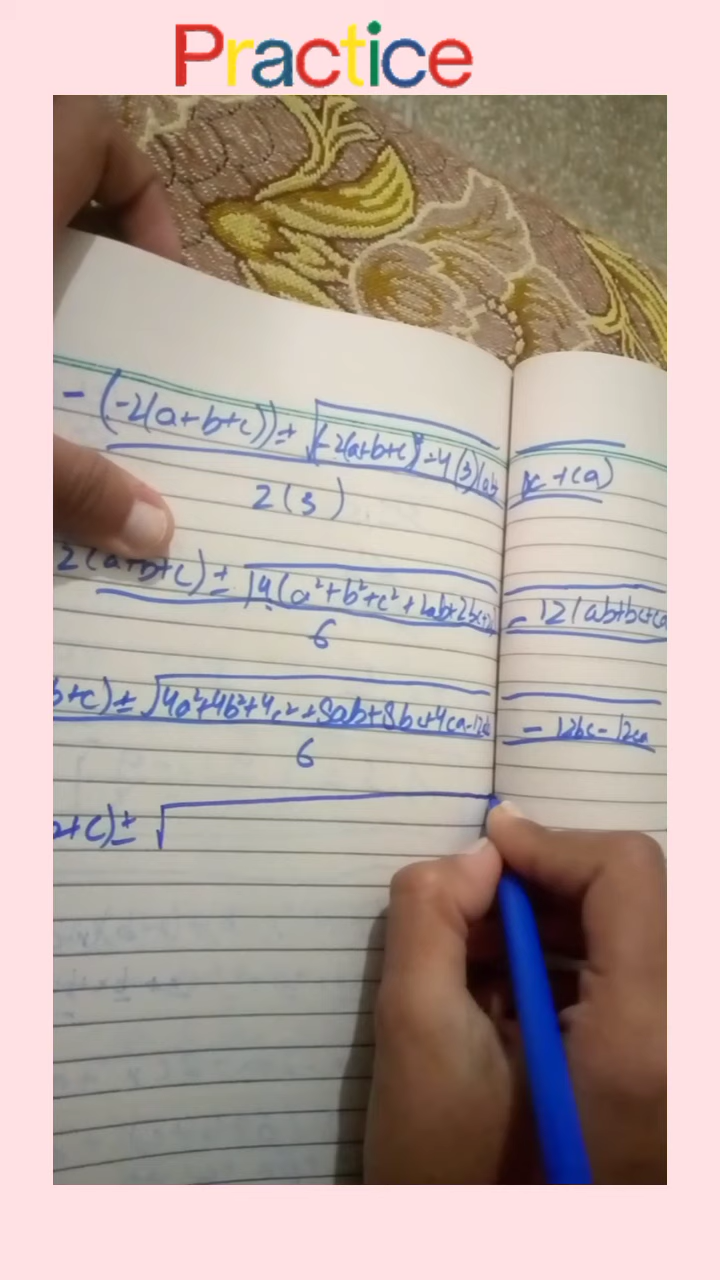 Practice
- (-2(a+b+c)) ± √(-2(a+b+c)² - 4(3)(ab+ bc + ca)
2(3)
2(a+b+c) ± √4(a²+b²+c²+2ab+2bc+2ca) - 12(ab+bc+ca
6
b+c) ± √4a²+4b²+4c²+8ab+8bc+4ca-12ab - 12bc - 12ca
6
+c) ± √